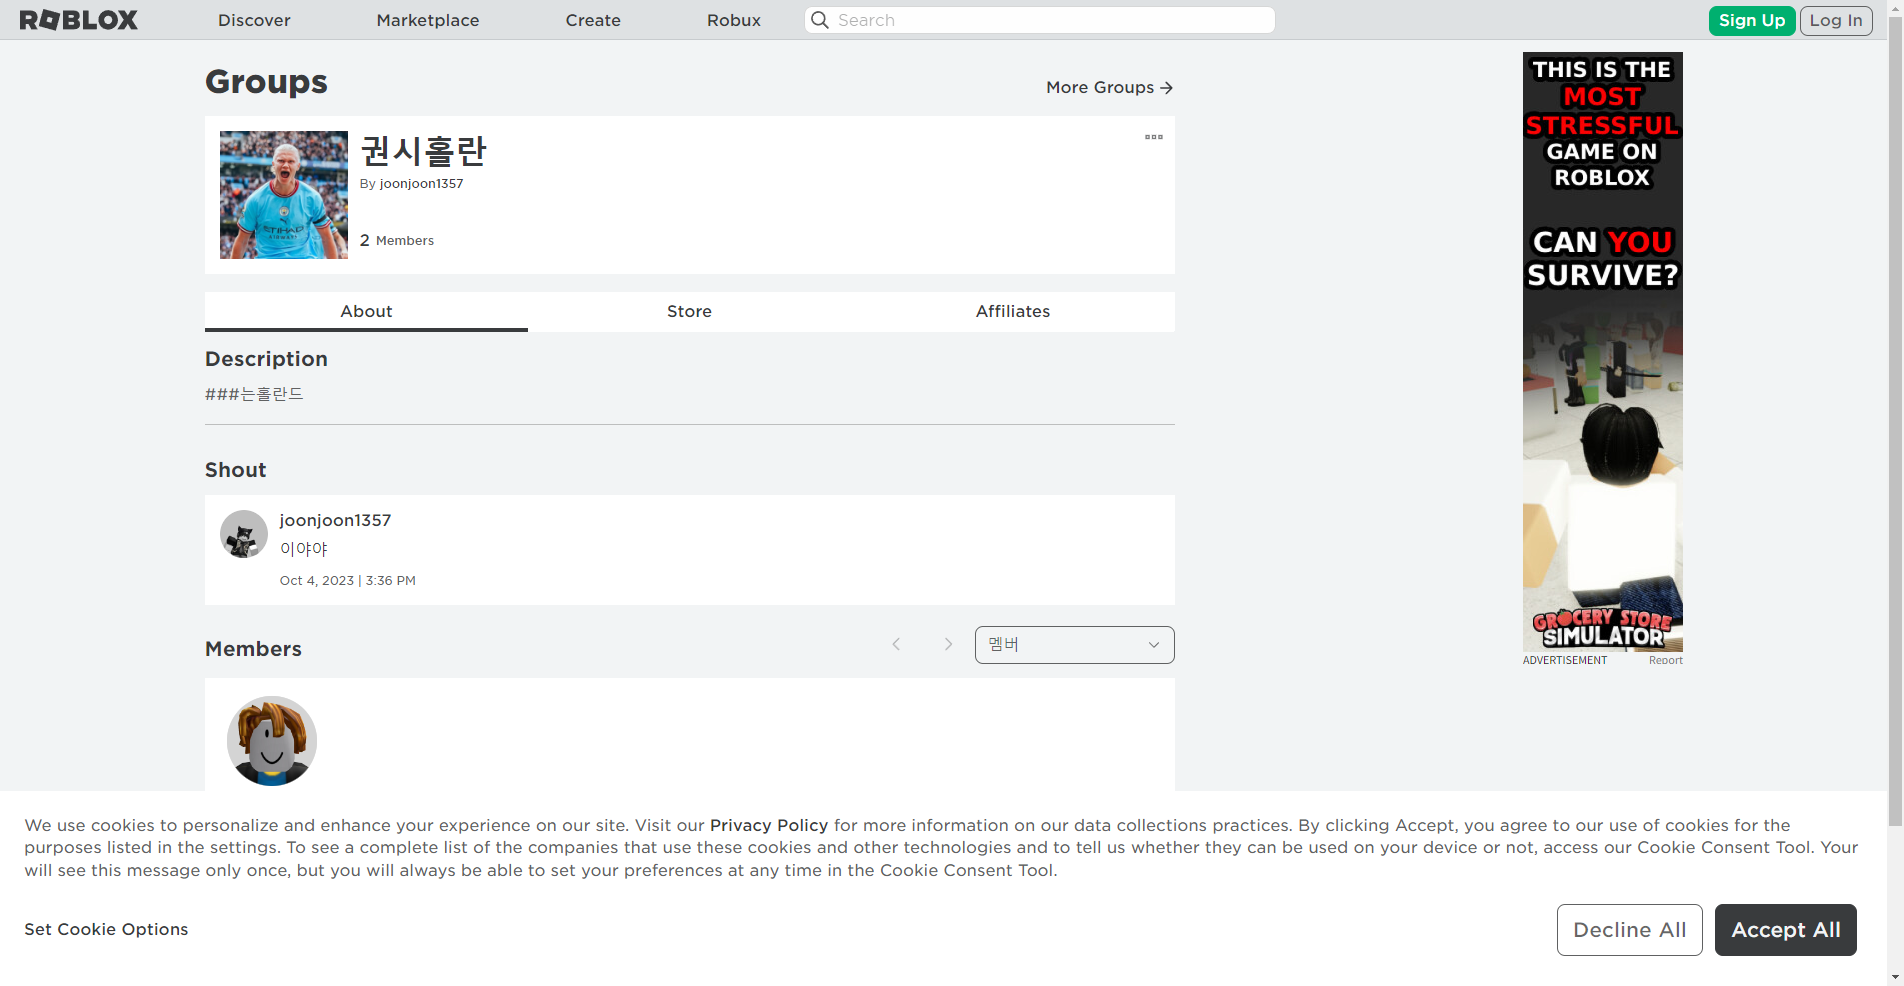 ROBLOX
Discover
Marketplace
Create
Robux
Search
Sign Up
Log In
Groups
More Groups
권시홀란
By joonjoon1357
2 Members
About
Store
Affiliates
Description
###는홀란드
Shout
joonjoon1357
이야야
Oct 4, 2023 | 3:36 PM
Members
멤버
THIS IS THE
MOST
STRESSFUL
GAME ON
ROBLOX
CAN YOU
SURVIVE?
GROCERY STORE
SIMULATOR
ADVERTISEMENT
Report
ETIHAD
AIRWAYS
We use cookies to personalize and enhance your experience on our site. Visit our Privacy Policy for more information on our data collections practices. By clicking Accept, you agree to our use of cookies for the
purposes listed in the settings. To see a complete list of the companies that use these cookies and other technologies and to tell us whether they can be used on your device or not, access our Cookie Consent Tool. Your
will see this message only once, but you will always be able to set your preferences at any time in the Cookie Consent Tool.
Set Cookie Options
Decline All
Accept All